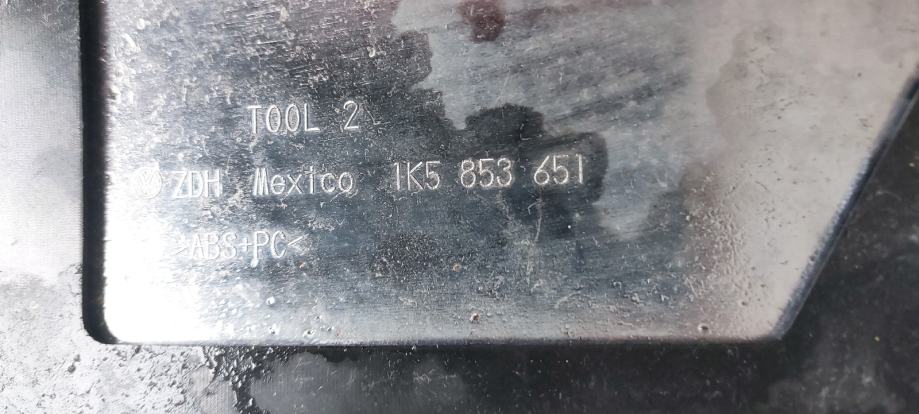 TOOL 2
ZDH Mexico 1K5 853 651
>ABS+PC<